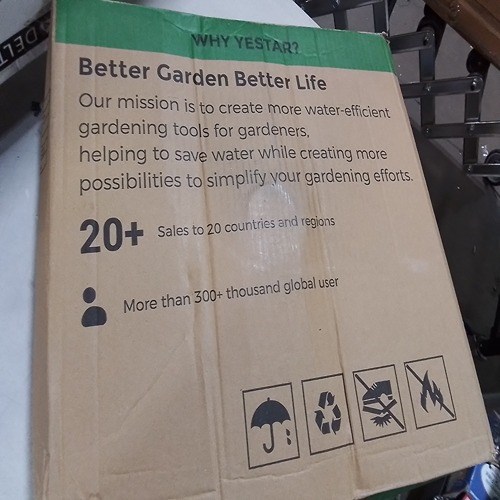 WHY YESTAR?
Better Garden Better Life
Our mission is to create more water-efficient
gardening tools for gardeners,
helping to save water while creating more
possibilities to simplify your gardening efforts.
20+ Sales to 20 countries and regions
More than 300+ thousand global user
DELT